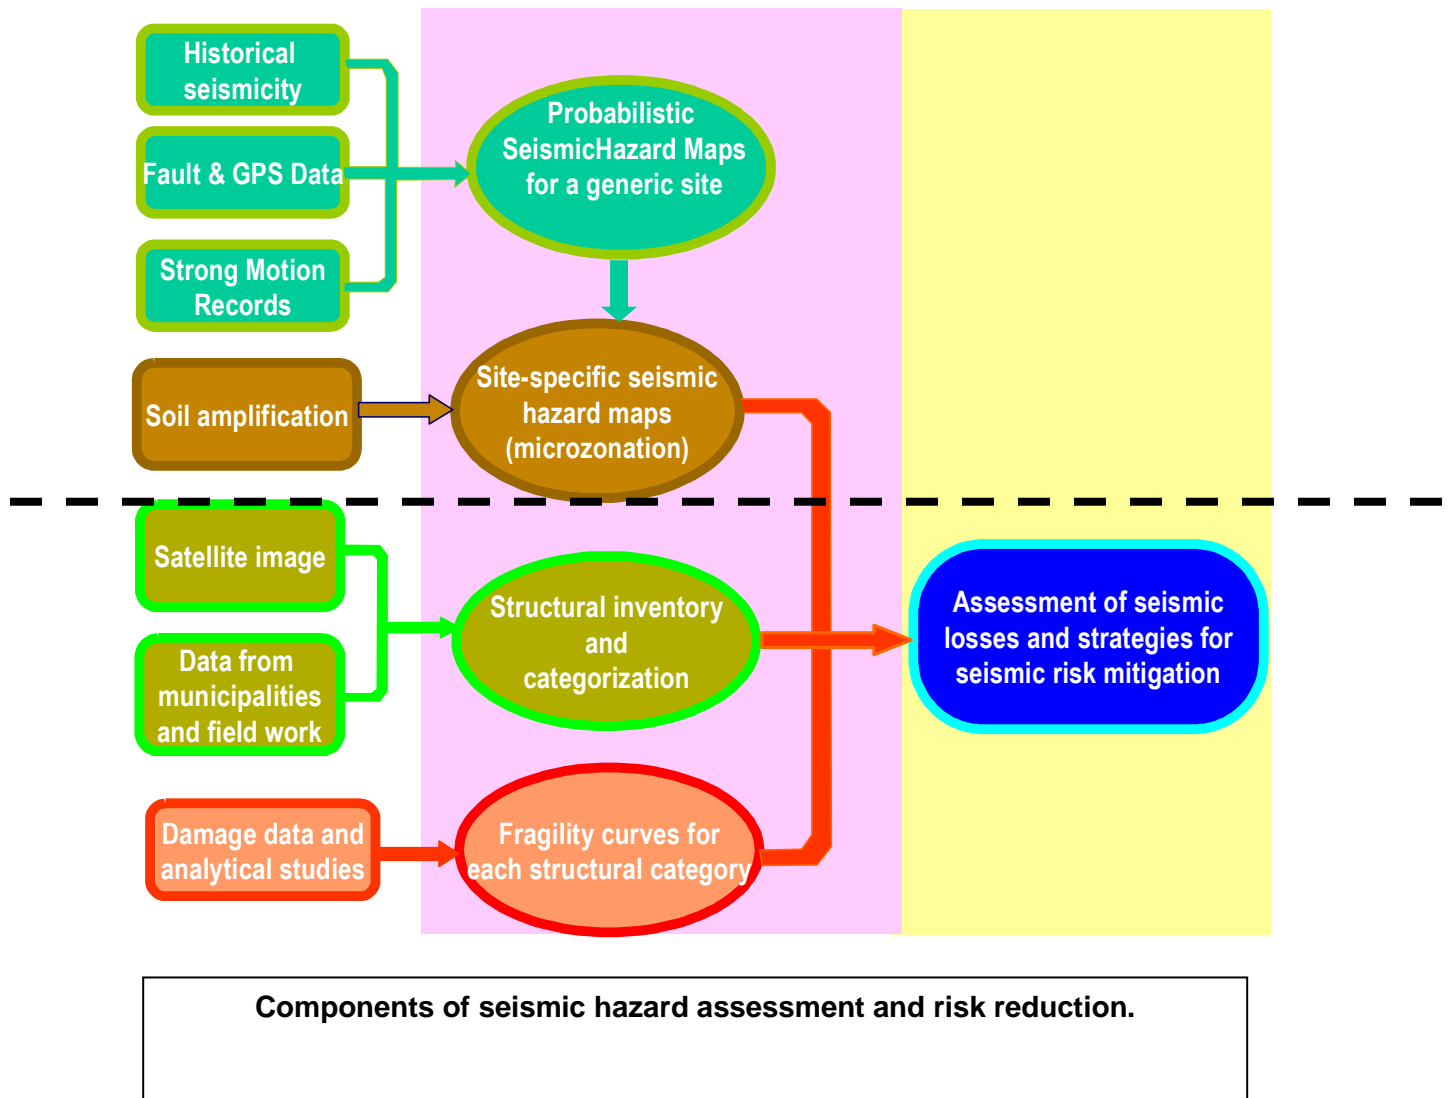 Historical
seismicity
Fault & GPS Data
Strong Motion
Records
Probabilistic
SeismicHazard Maps
for a generic site
Soil amplification
Site-specific seismic
hazard maps
(microzonation)
Satellite image
Data from
municipalities
and field work
Structural inventory
and
categorization
Assessment of seismic
losses and strategies for
seismic risk mitigation
Damage data and
analytical studies
Fragility curves for
each structural category
Components of seismic hazard assessment and risk reduction.